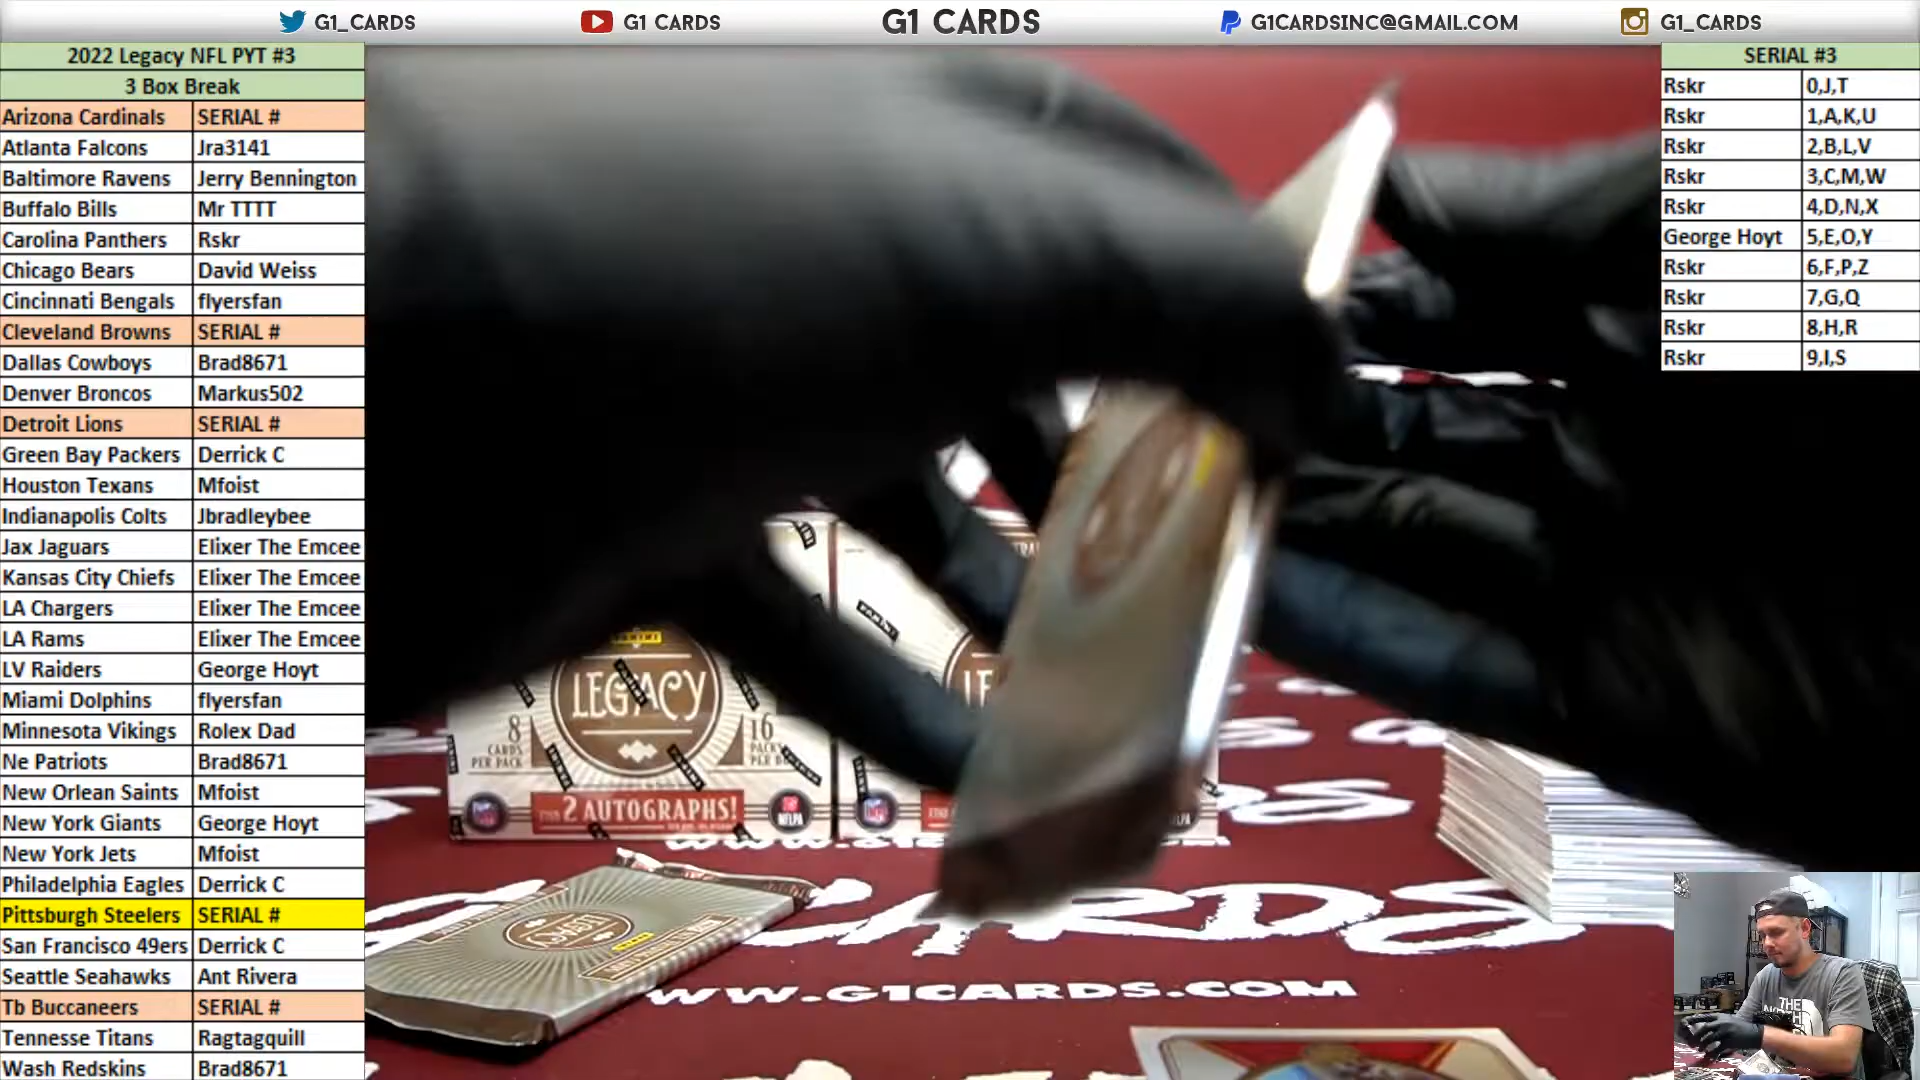 G1_CARDS
G1 CARDS
G1 CARDS
G1CARDSINC@GMAIL.COM
G1_CARDS
2022 Legacy NFL PYT #3
3 Box Break
Arizona Cardinals SERIAL #
Atlanta Falcons Jra3141
Baltimore Ravens Jerry Bennington
Buffalo Bills Mr TTTT
Carolina Panthers Rskr
Chicago Bears David Weiss
Cincinnati Bengals flyersfan
Cleveland Browns SERIAL #
Dallas Cowboys Brad8671
Denver Broncos Markus502
Detroit Lions SERIAL #
Green Bay Packers Derrick C
Houston Texans Mfoist
Indianapolis Colts Jbradleybee
Jax Jaguars Elixer The Emcee
Kansas City Chiefs Elixer The Emcee
LA Chargers Elixer The Emcee
LA Rams Elixer The Emcee
LV Raiders George Hoyt
Miami Dolphins flyersfan
Minnesota Vikings Rolex Dad
Ne Patriots Brad8671
New Orlean Saints Mfoist
New York Giants George Hoyt
New York Jets Mfoist
Philadelphia Eagles Derrick C
Pittsburgh Steelers SERIAL #
San Francisco 49ers Derrick C
Seattle Seahawks Ant Rivera
Tb Buccaneers SERIAL #
Tennesse Titans Ragtagquill
Wash Redskins Brad8671
SERIAL #3
Rskr 0,J,T
Rskr 1,A,K,U
Rskr 2,B,L,V
Rskr 3,C,M,W
Rskr 4,D,N,X
George Hoyt 5,E,O,Y
Rskr 6,F,P,Z
Rskr 7,G,Q
Rskr 8,H,R
Rskr 9,I,S
PANINI
LEGACY
8
CARDS
PER PACK
16
2 AUTOGRAPHS!
NFLPA
LEGACY
WWW.G1CARDS.COM
THE